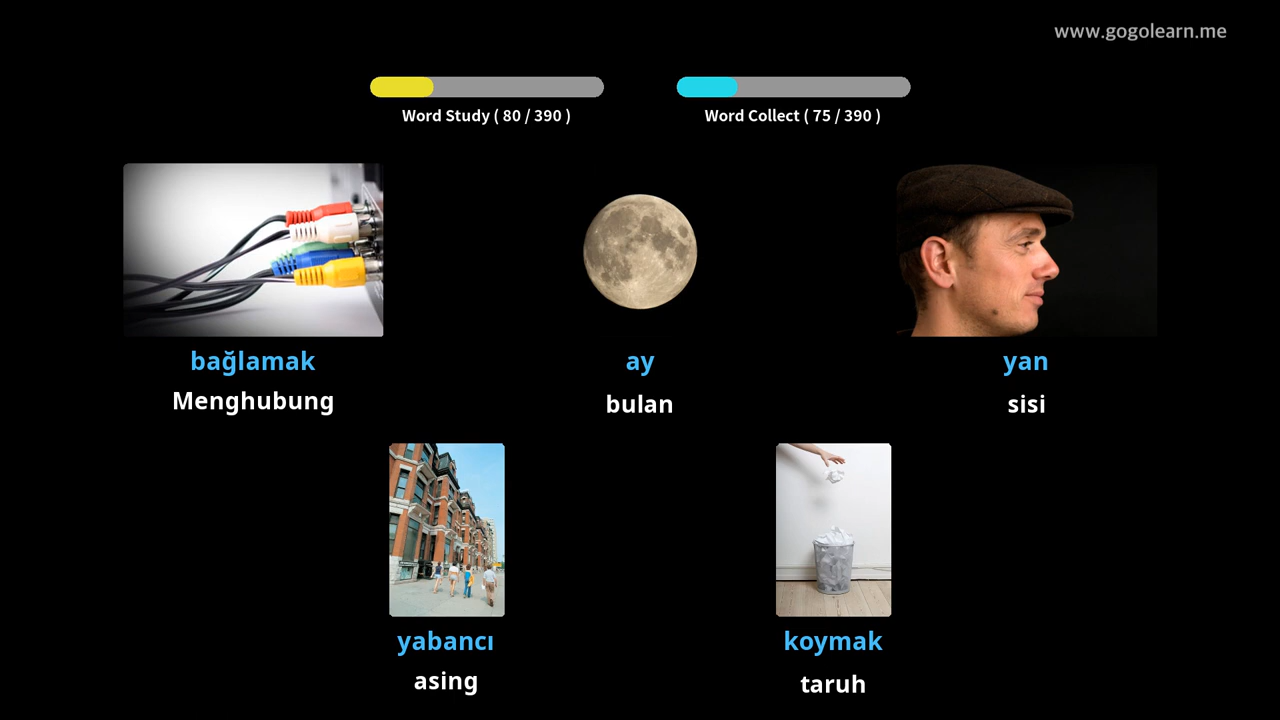 www.gogolearn.me
Word Study ( 80 / 390 )
Word Collect ( 75 / 390 )
bağlamak
Menghubung
ay
bulan
yan
sisi
yabancı
asing
koymak
taruh